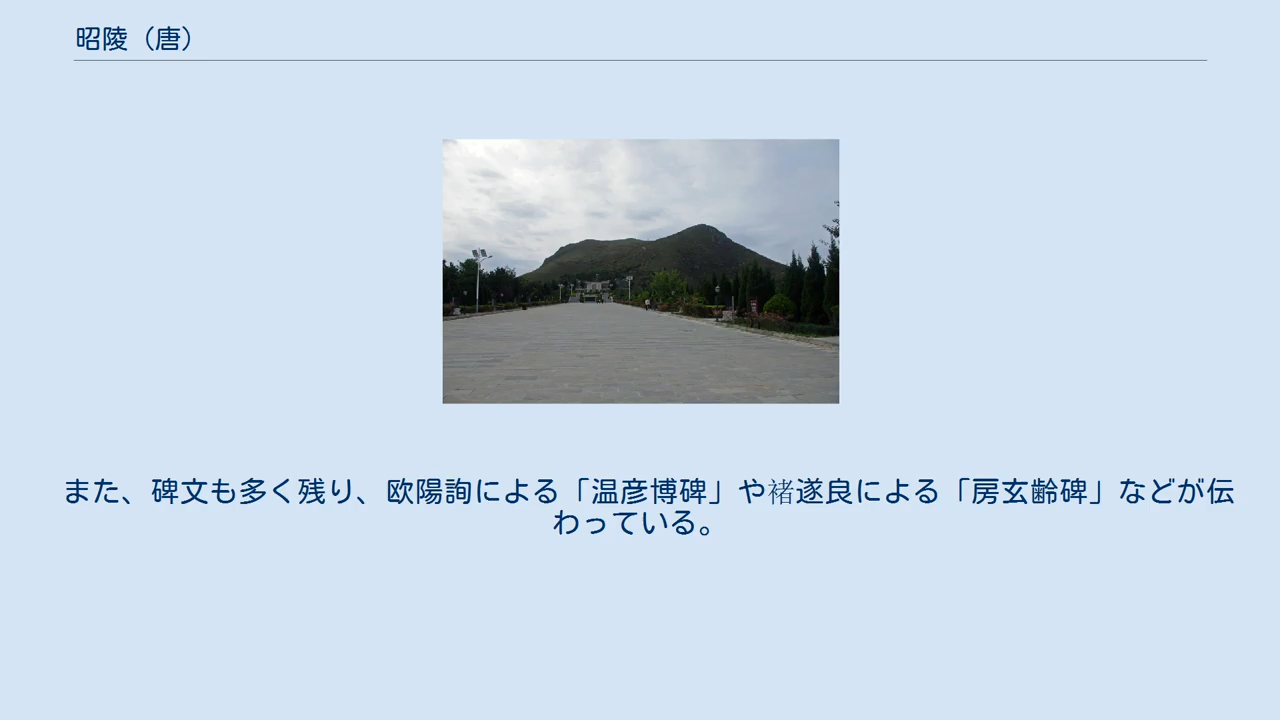 昭陵（唐）
また、碑文も多く残り、欧陽詢による「温彦博碑」や褚遂良による「房玄齢碑」などが伝
わっている。